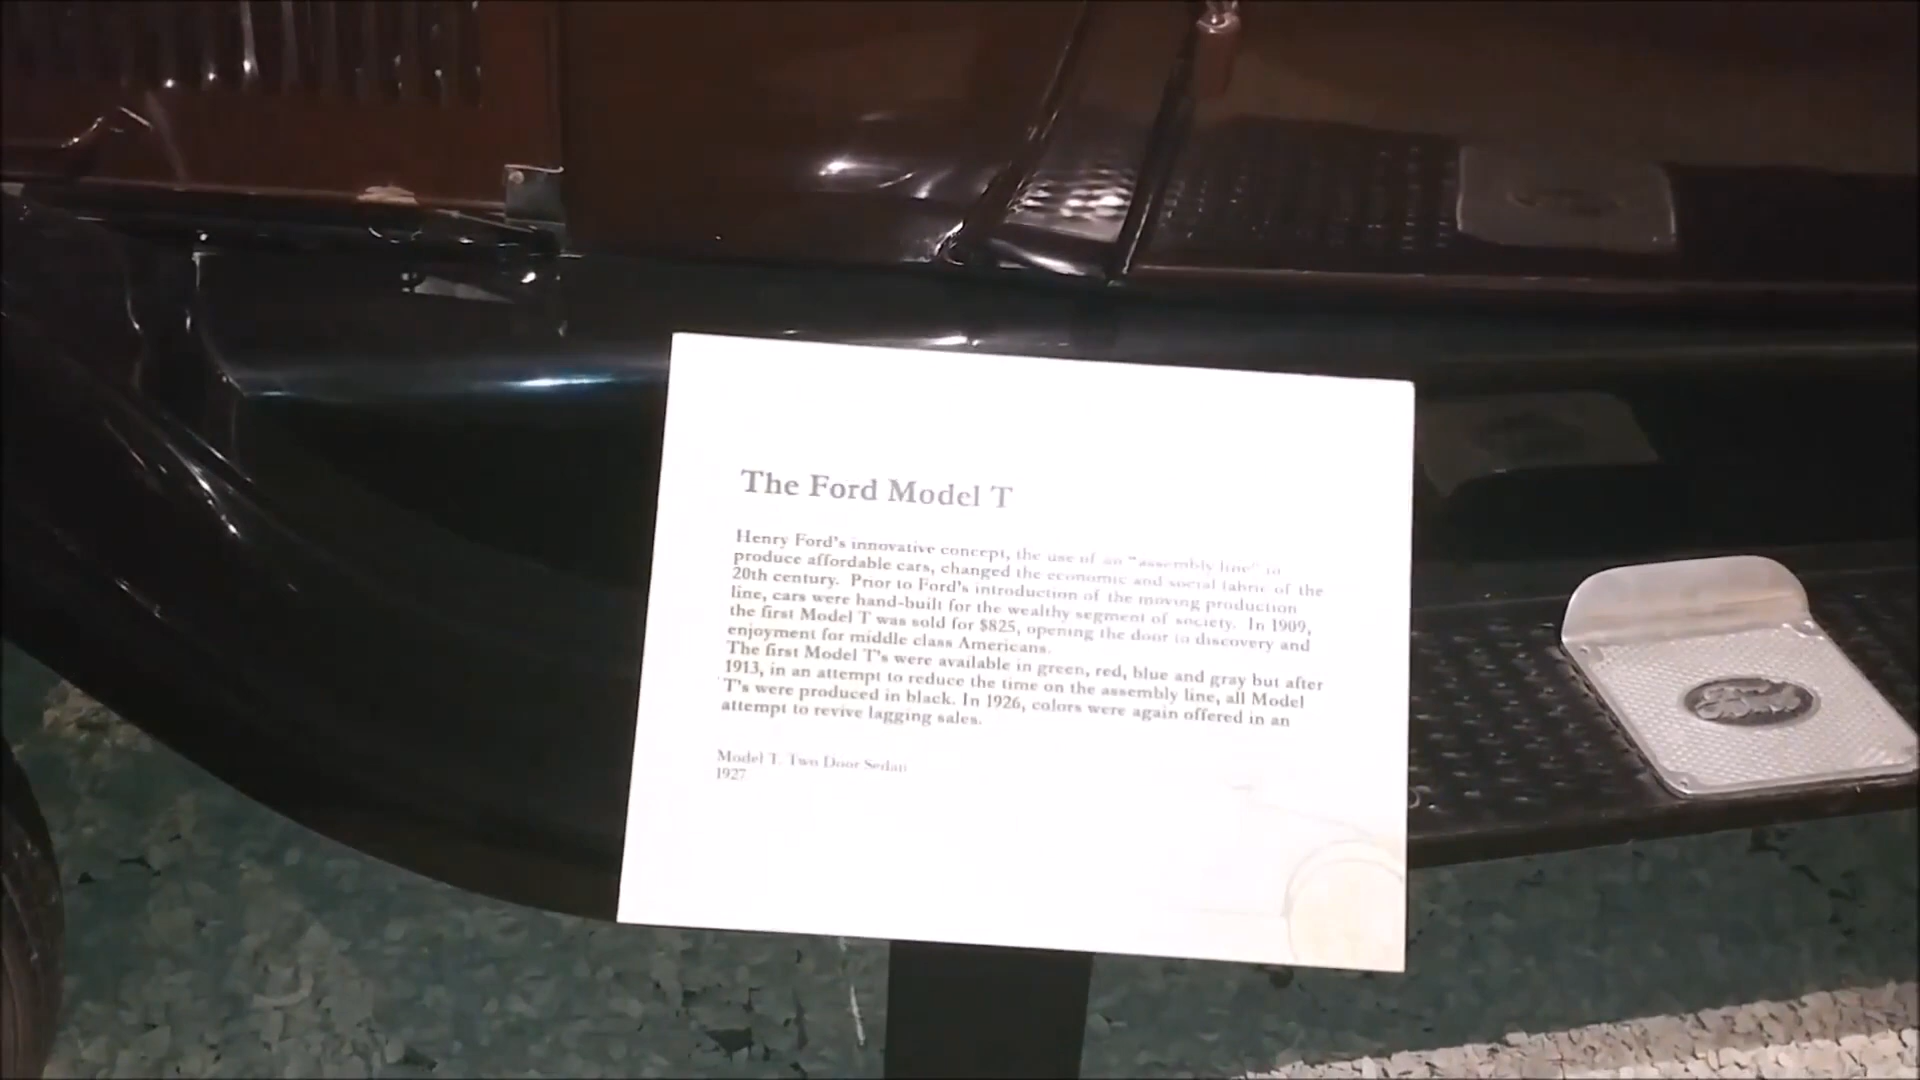 The Ford Model T
Henry Ford's innovative concept, the use of an "assembly line" to
produce affordable cars, changed the economic and social fabric of the
20th century. Prior to Ford's introduction of the moving production
line, cars were hand-built for the wealthy segment of society. In 1909,
the first Model T was sold for $825, opening the door to discovery and
enjoyment for middle class Americans.
The first Model T's were available in green, red, blue and gray but after
1913, in an attempt to reduce the time on the assembly line, all Model
T's were produced in black. In 1926, colors were again offered in an
attempt to revive lagging sales.
Model T. Two Door Sedan
1927
Ford